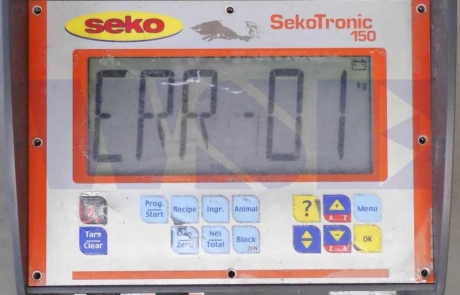 seko
SekoTronic
150
ERR-01
kg
Prog.
Start
Recipe
Ingr.
Animal
?
A...Z
Menu
Tare
Clear
Man
Zero
Net
Total
Block
Z...A
OK